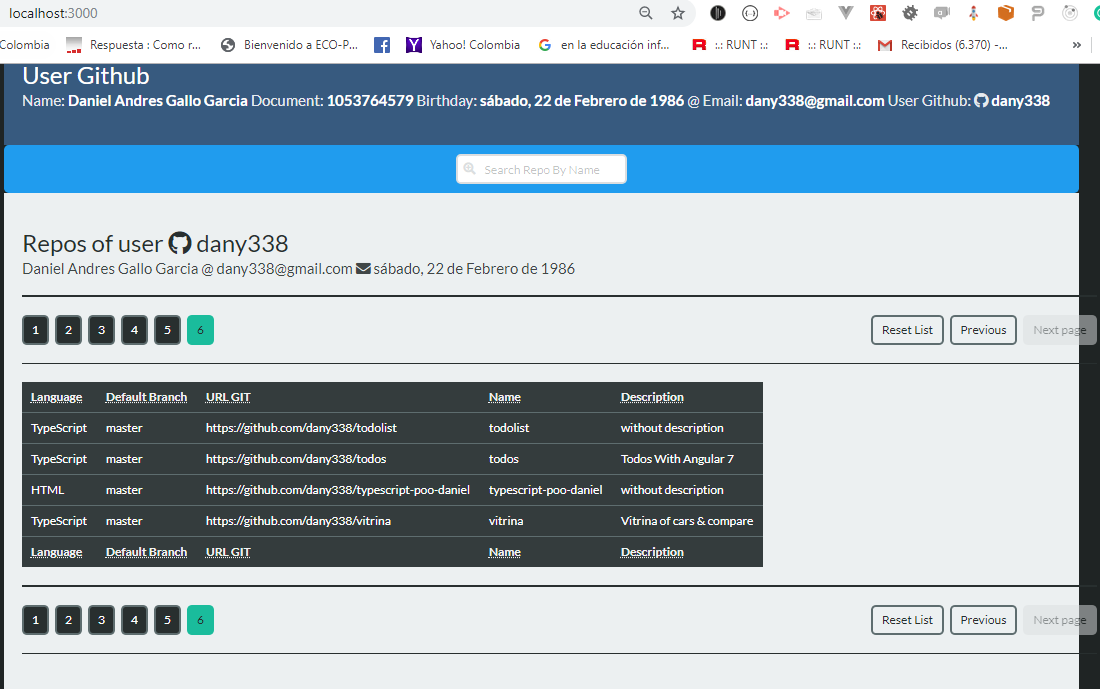 localhost:3000
Colombia Respuesta : Como r... Bienvenido a ECO-P... Yahoo! Colombia en la educación inf... .:: RUNT ::. .:: RUNT ::. Recibidos (6.370) -... »
User Github
Name: Daniel Andres Gallo Garcia Document: 1053764579 Birthday: sábado, 22 de Febrero de 1986 @ Email: dany338@gmail.com User Github: dany338
Search Repo By Name
Repos of user dany338
Daniel Andres Gallo Garcia @ dany338@gmail.com sábado, 22 de Febrero de 1986
1 2 3 4 5 6 Reset List Previous Next page
Language Default Branch URL GIT Name Description
TypeScript master https://github.com/dany338/todolist todolist without description
TypeScript master https://github.com/dany338/todos todos Todos With Angular 7
HTML master https://github.com/dany338/typescript-poo-daniel typescript-poo-daniel without description
TypeScript master https://github.com/dany338/vitrina vitrina Vitrina of cars & compare
Language Default Branch URL GIT Name Description
1 2 3 4 5 6 Reset List Previous Next page